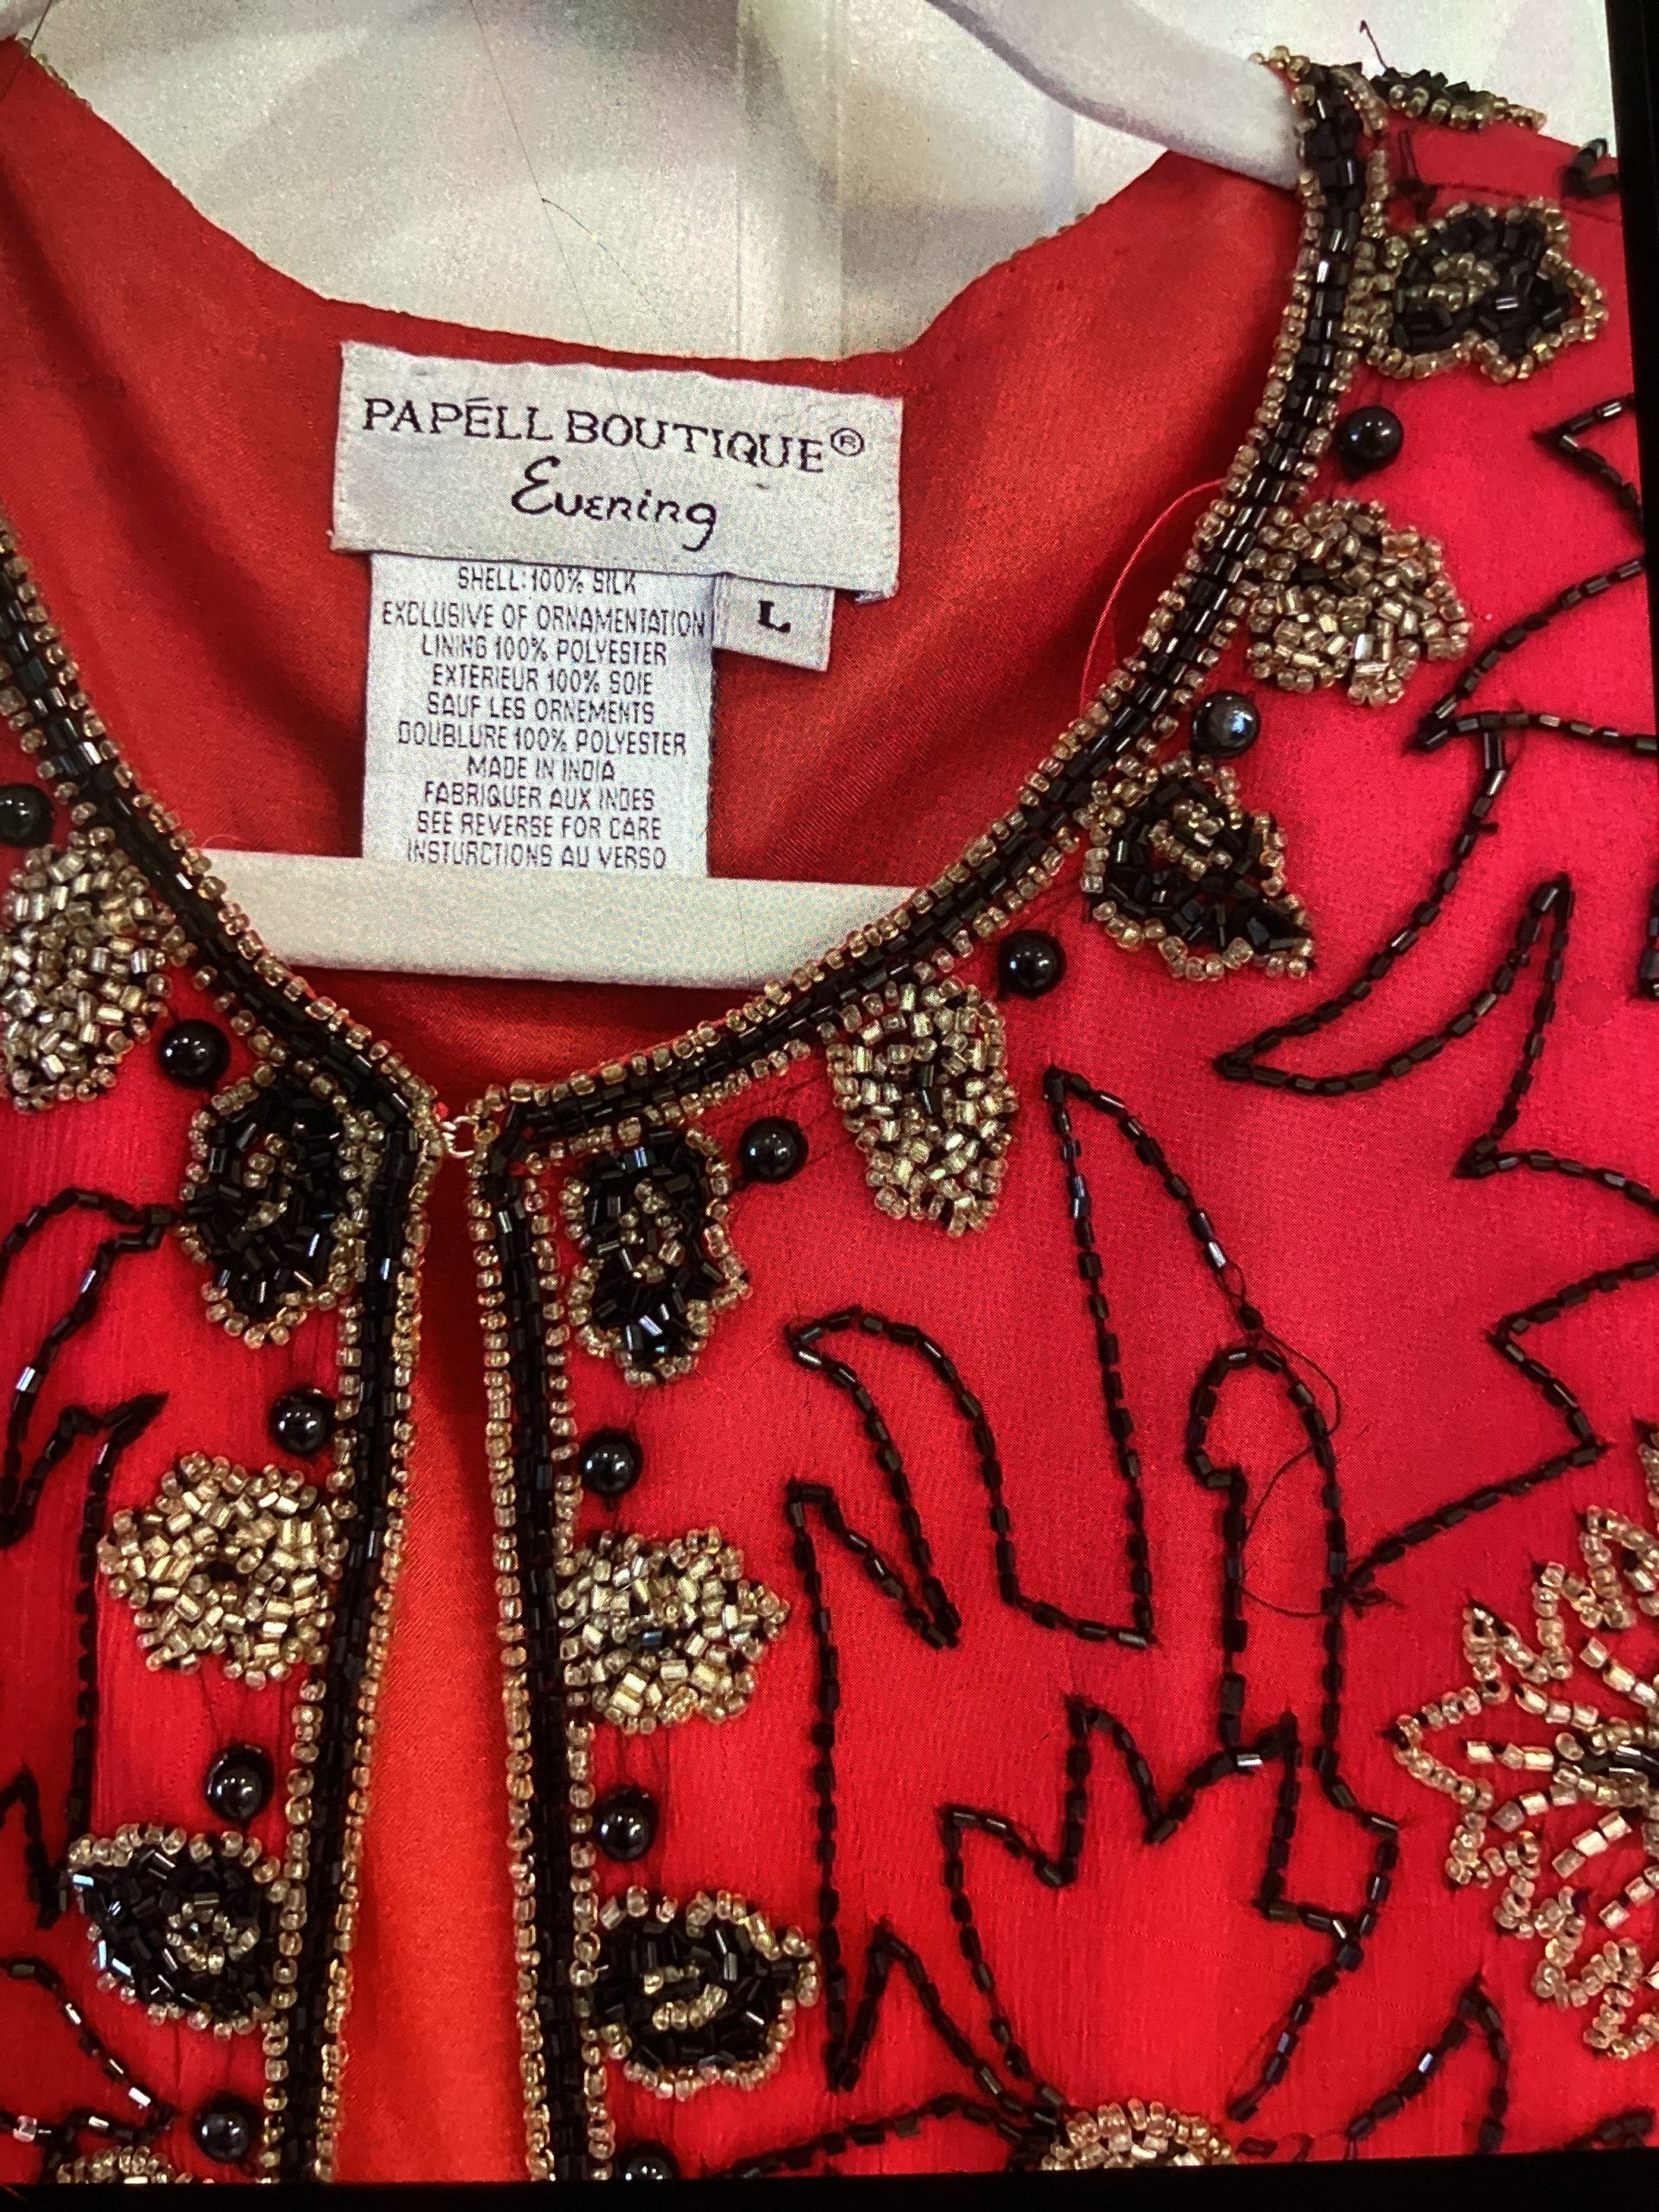 PAPÉLL BOUTIQUE®
Evening
SHELL: 100% SILK
EXCLUSIVE OF ORNAMENTATION
LINING 100% POLYESTER
EXTERIEUR 100% SOIE
SAUF LES ORNEMENTS
DOUBLURE 100% POLYESTER
MADE IN INDIA
FABRIQUER AUX INDES
SEE REVERSE FOR CARE
INSTURCTIONS AU VERSO
L